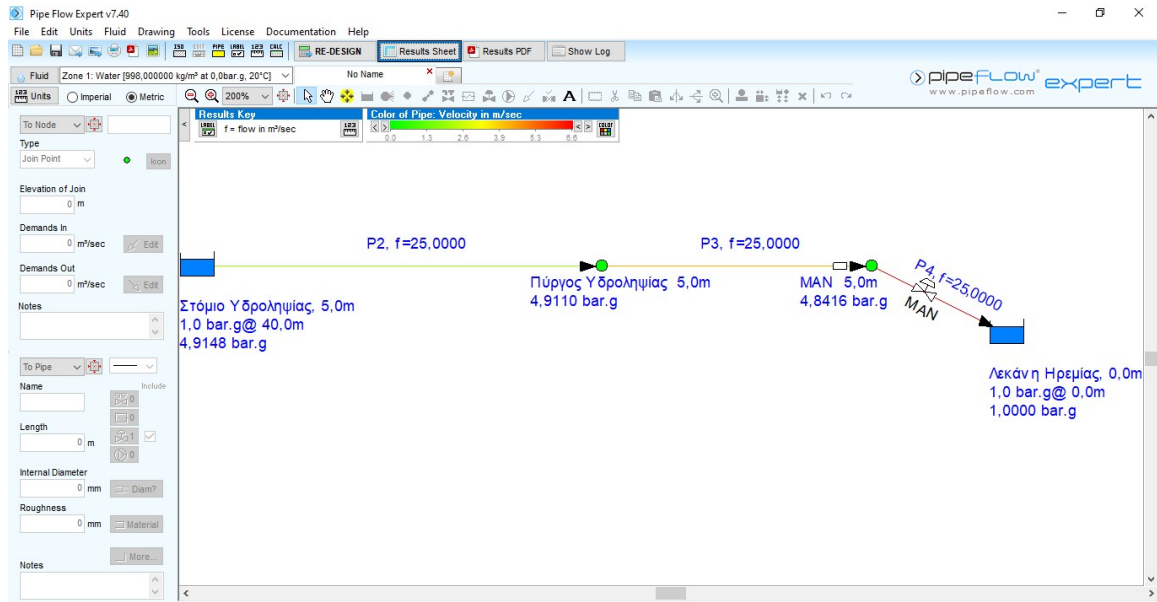 Pipe Flow Expert v7.40
File Edit Units Fluid Drawing Tools License Documentation Help
RE-DESIGN Results Sheet Results PDF Show Log
Fluid Zone 1: Water [998,000000 kg/m³ at 0,0bar.g, 20°C] No Name
pipeFLOW® expert
www.pipeflow.com
Units Imperial Metric 200% A
Results Key
f = flow in m³/sec
Color of Pipe: Velocity in m/sec
0.0 1.3 2.6 3.9 5.3 6.6
To Node
Type
Join Point Icon
Elevation of Join
0 m
Demands In
0 m³/sec Edit
Demands Out
0 m³/sec Edit
Notes
To Pipe
Name Include
0
0
Length
0 m 1
0
Internal Diameter
0 mm Diam?
Roughness
0 mm Material
More...
Notes
P2, f=25,0000
P3, f=25,0000
P4, f=25,0000
MAN
Στόμιο Υδροληψίας, 5,0m
1,0 bar.g@ 40,0m
4,9148 bar.g
Πύργος Υδροληψίας 5,0m
4,9110 bar.g
MAN 5,0m
4,8416 bar.g
Λεκάνη Ηρεμίας, 0,0m
1,0 bar.g@ 0,0m
1,0000 bar.g